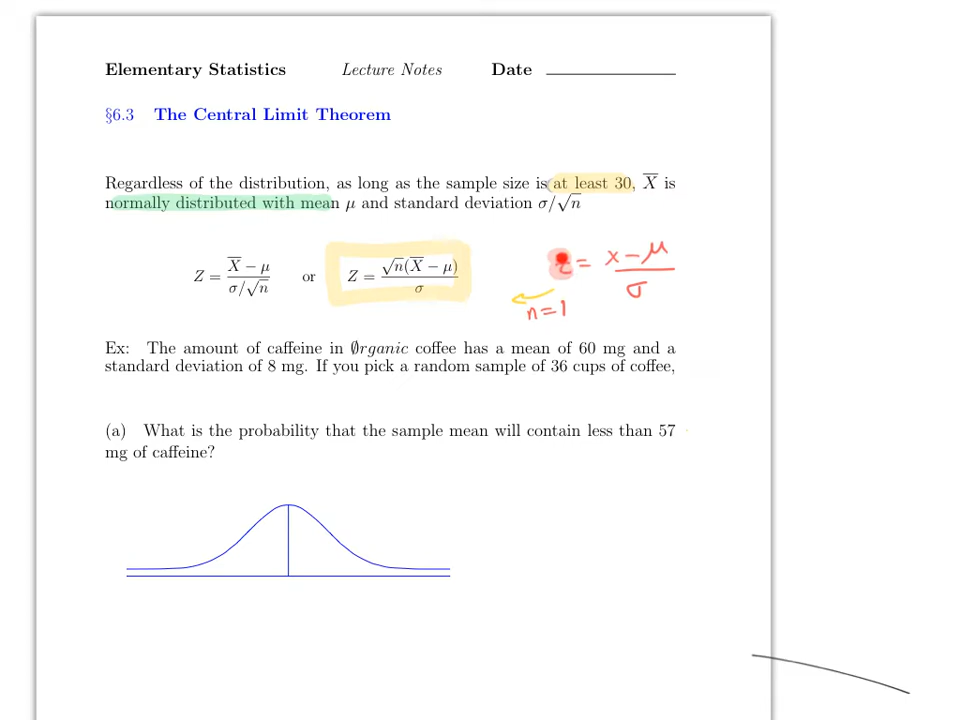 Elementary Statistics Lecture Notes Date
§6.3 The Central Limit Theorem
Regardless of the distribution, as long as the sample size is at least 30, X̅ is
normally distributed with mean μ and standard deviation σ/√n
Z = (X̅ − μ)/(σ/√n) or Z = √n(X̅ − μ)/σ z = (x − μ)/σ
n=1
Ex: The amount of caffeine in Ørganic coffee has a mean of 60 mg and a
standard deviation of 8 mg. If you pick a random sample of 36 cups of coffee,
(a) What is the probability that the sample mean will contain less than 57
mg of caffeine?